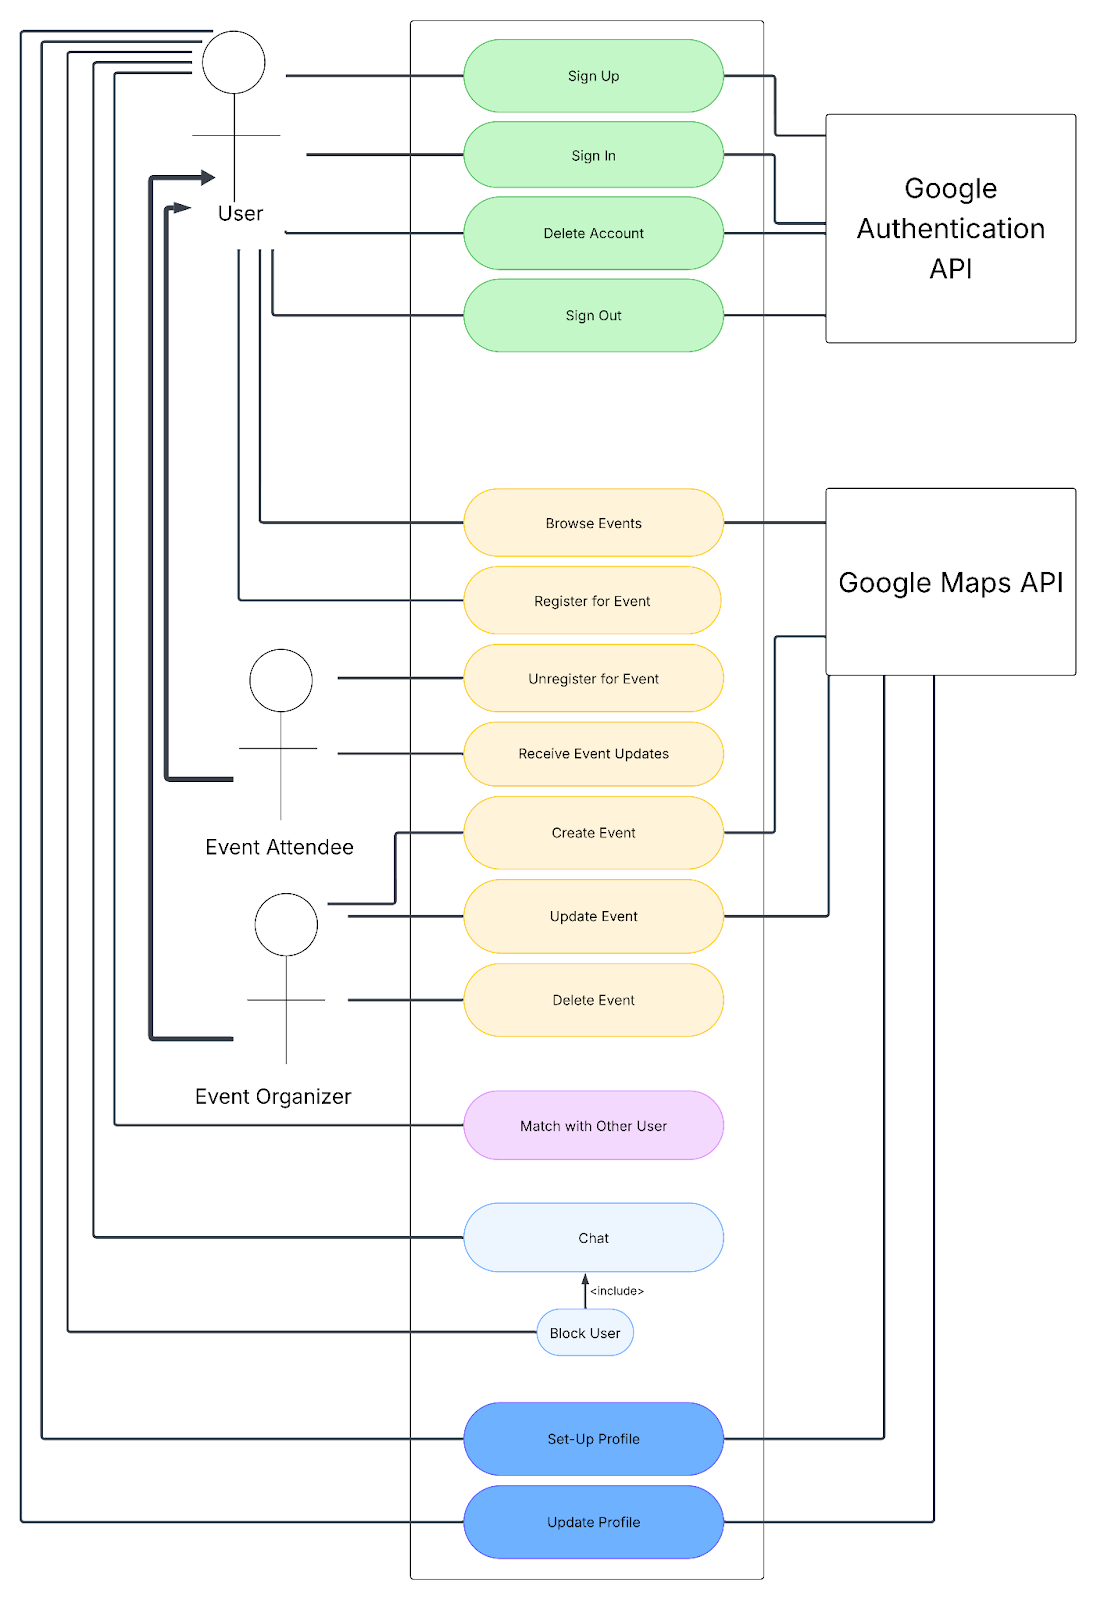 Sign Up
Sign In
User
Delete Account
Sign Out
Google
Authentication
API
Browse Events
Register for Event
Google Maps API
Unregister for Event
Receive Event Updates
Create Event
Event Attendee
Update Event
Delete Event
Event Organizer
Match with Other User
Chat
<include>
Block User
Set-Up Profile
Update Profile